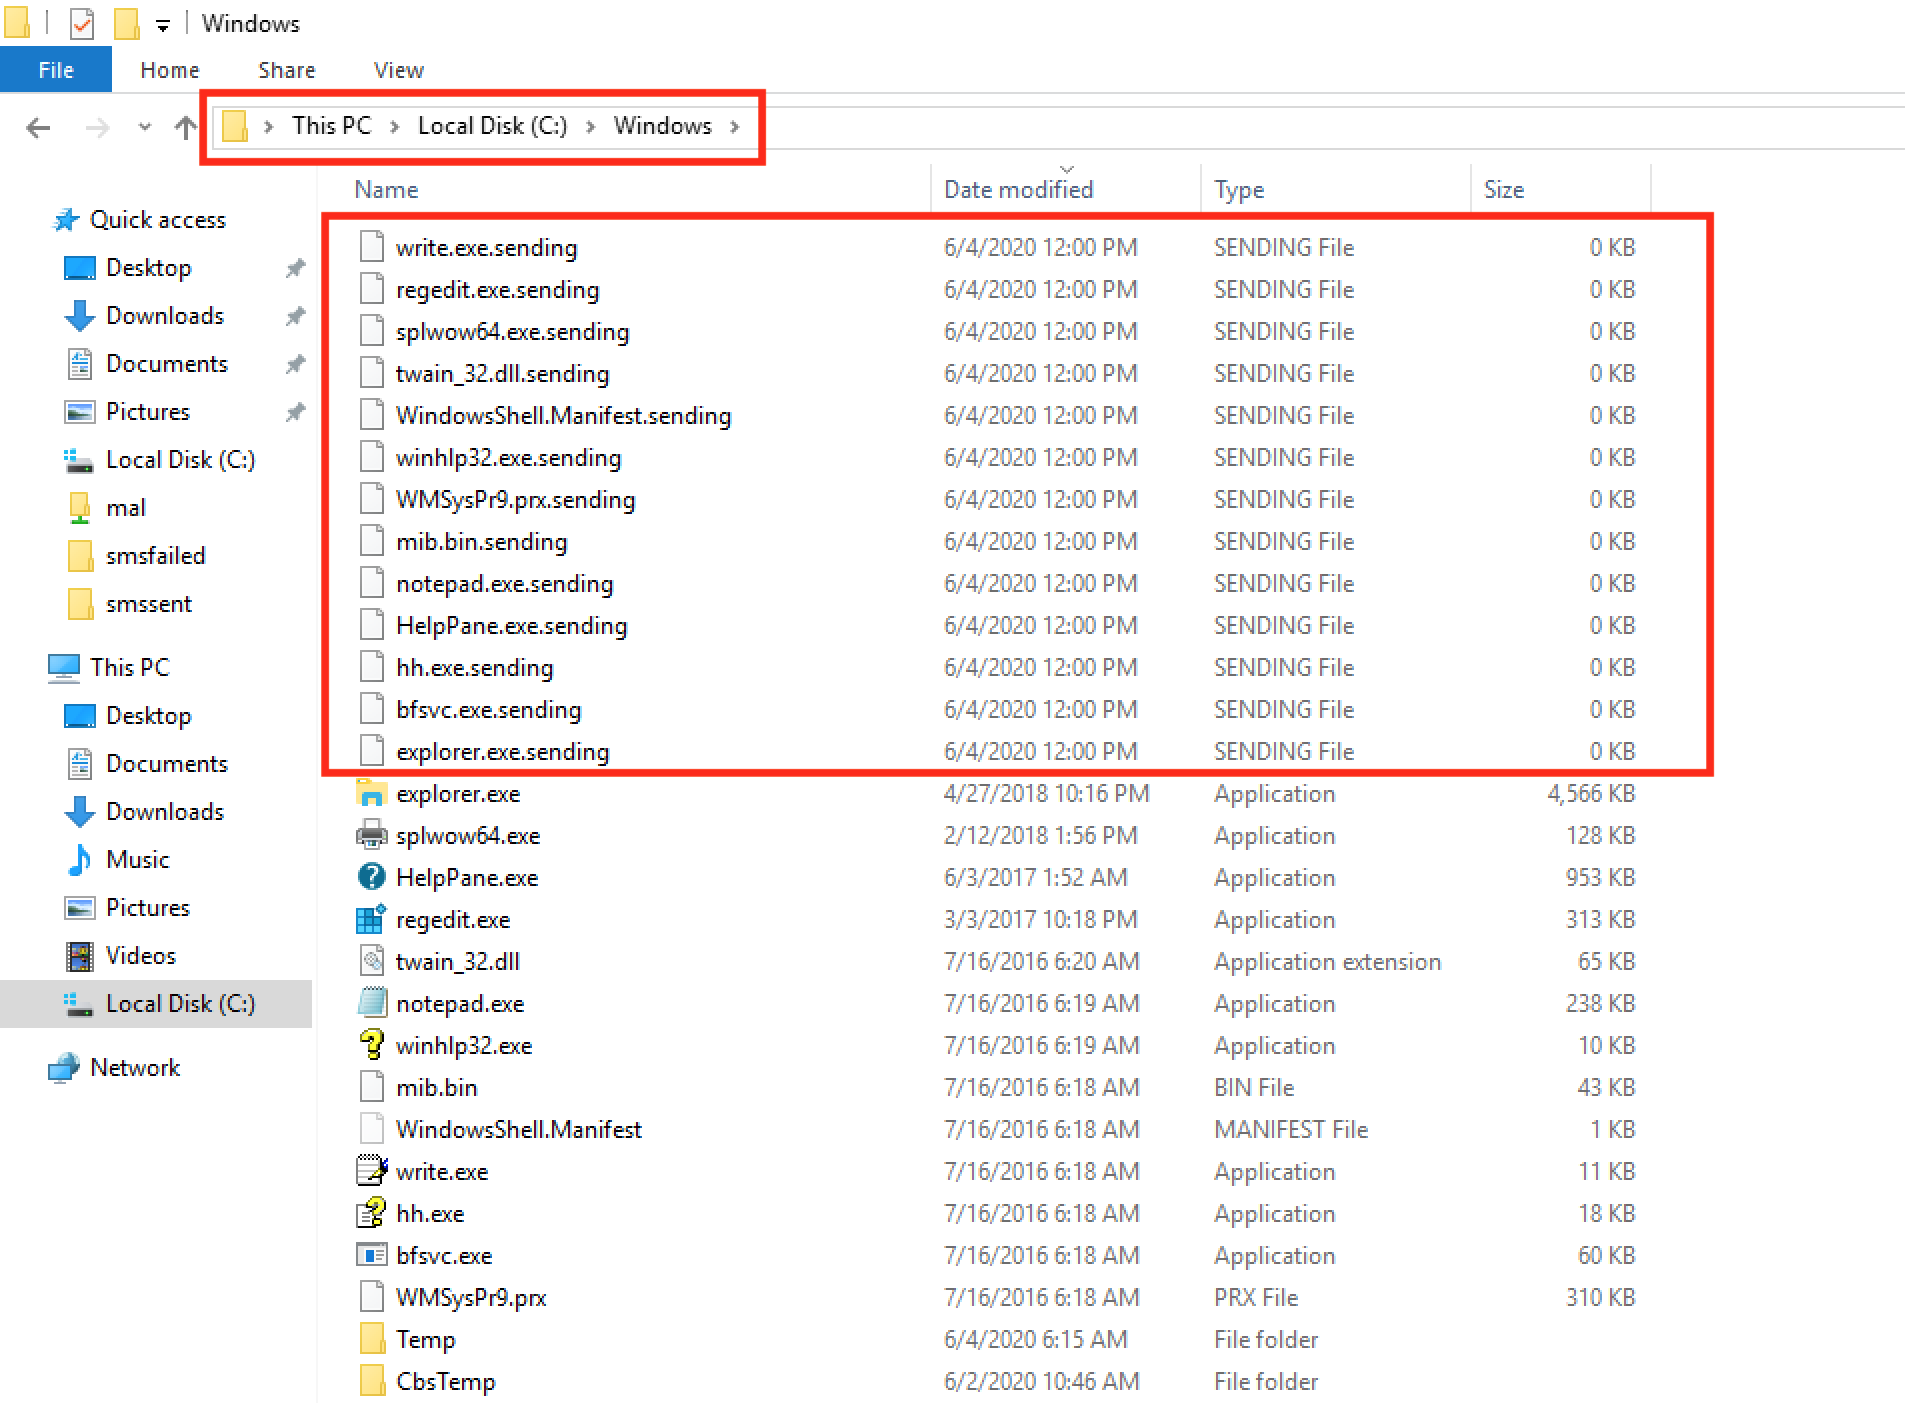 Windows
File Home Share View
This PC Local Disk (C:) Windows
Name Date modified Type Size
Quick access
Desktop
Downloads
Documents
Pictures
Local Disk (C:)
mal
smsfailed
smssent
This PC
Desktop
Documents
Downloads
Music
Pictures
Videos
Local Disk (C:)
Network
write.exe.sending 6/4/2020 12:00 PM SENDING File 0 KB
regedit.exe.sending 6/4/2020 12:00 PM SENDING File 0 KB
splwow64.exe.sending 6/4/2020 12:00 PM SENDING File 0 KB
twain_32.dll.sending 6/4/2020 12:00 PM SENDING File 0 KB
WindowsShell.Manifest.sending 6/4/2020 12:00 PM SENDING File 0 KB
winhlp32.exe.sending 6/4/2020 12:00 PM SENDING File 0 KB
WMSysPr9.prx.sending 6/4/2020 12:00 PM SENDING File 0 KB
mib.bin.sending 6/4/2020 12:00 PM SENDING File 0 KB
notepad.exe.sending 6/4/2020 12:00 PM SENDING File 0 KB
HelpPane.exe.sending 6/4/2020 12:00 PM SENDING File 0 KB
hh.exe.sending 6/4/2020 12:00 PM SENDING File 0 KB
bfsvc.exe.sending 6/4/2020 12:00 PM SENDING File 0 KB
explorer.exe.sending 6/4/2020 12:00 PM SENDING File 0 KB
explorer.exe 4/27/2018 10:16 PM Application 4,566 KB
splwow64.exe 2/12/2018 1:56 PM Application 128 KB
HelpPane.exe 6/3/2017 1:52 AM Application 953 KB
regedit.exe 3/3/2017 10:18 PM Application 313 KB
twain_32.dll 7/16/2016 6:20 AM Application extension 65 KB
notepad.exe 7/16/2016 6:19 AM Application 238 KB
winhlp32.exe 7/16/2016 6:19 AM Application 10 KB
mib.bin 7/16/2016 6:18 AM BIN File 43 KB
WindowsShell.Manifest 7/16/2016 6:18 AM MANIFEST File 1 KB
write.exe 7/16/2016 6:18 AM Application 11 KB
hh.exe 7/16/2016 6:18 AM Application 18 KB
bfsvc.exe 7/16/2016 6:18 AM Application 60 KB
WMSysPr9.prx 7/16/2016 6:18 AM PRX File 310 KB
Temp 6/4/2020 6:15 AM File folder
CbsTemp 6/2/2020 10:46 AM File folder